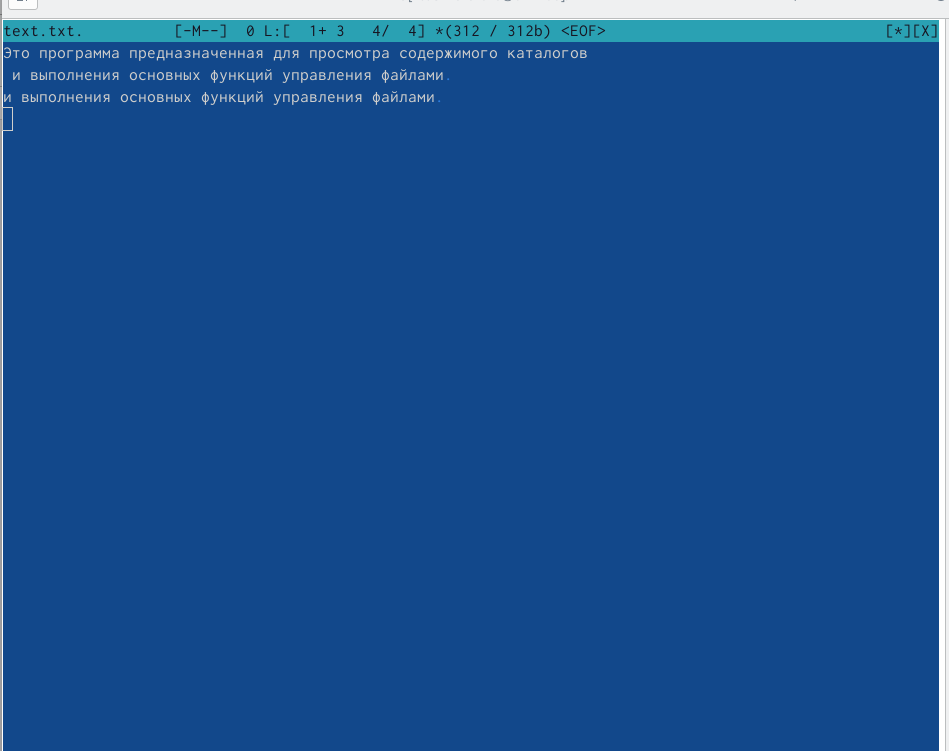 text.txt. [-M--] 0 L:[ 1+ 3 4/ 4] *(312 / 312b) <EOF> [*][X]
Это программа предназначенная для просмотра содержимого каталогов
и выполнения основных функций управления файлами.
и выполнения основных функций управления файлами.